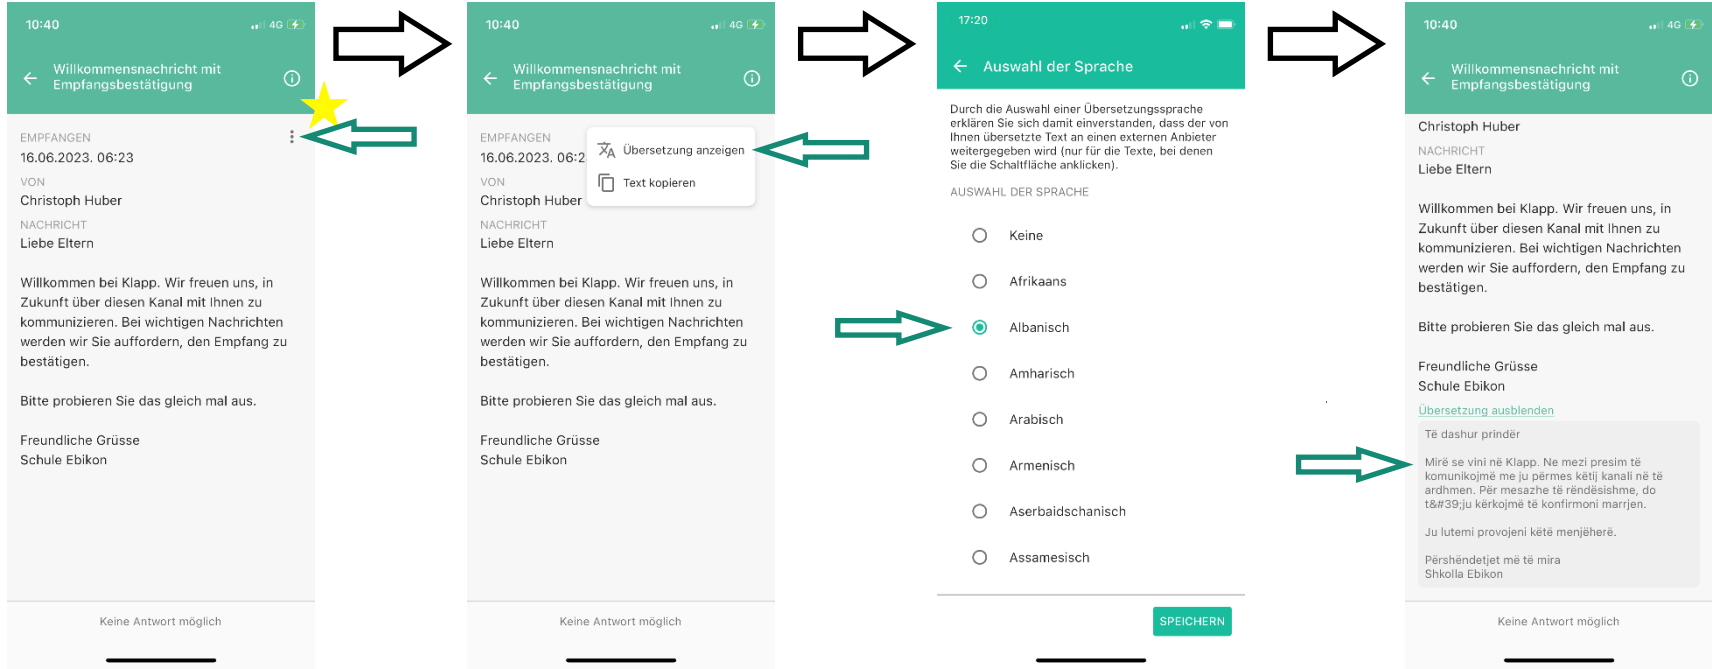 10:40
4G
Willkommensnachricht mit
Empfangsbestätigung
EMPFANGEN
16.06.2023. 06:23
VON
Christoph Huber
NACHRICHT
Liebe Eltern
Willkommen bei Klapp. Wir freuen uns, in
Zukunft über diesen Kanal mit Ihnen zu
kommunizieren. Bei wichtigen Nachrichten
werden wir Sie auffordern, den Empfang zu
bestätigen.
Bitte probieren Sie das gleich mal aus.
Freundliche Grüsse
Schule Ebikon
Keine Antwort möglich
10:40
4G
Willkommensnachricht mit
Empfangsbestätigung
EMPFANGEN
16.06.2023. 06:2
Übersetzung anzeigen
Text kopieren
VON
Christoph Huber
NACHRICHT
Liebe Eltern
Willkommen bei Klapp. Wir freuen uns, in
Zukunft über diesen Kanal mit Ihnen zu
kommunizieren. Bei wichtigen Nachrichten
werden wir Sie auffordern, den Empfang zu
bestätigen.
Bitte probieren Sie das gleich mal aus.
Freundliche Grüsse
Schule Ebikon
Keine Antwort möglich
17:20
Auswahl der Sprache
Durch die Auswahl einer Übersetzungssprache
erklären Sie sich damit einverstanden, dass der von
Ihnen übersetzte Text an einen externen Anbieter
weitergegeben wird (nur für die Texte, bei denen
Sie die Schaltfläche anklicken).
AUSWAHL DER SPRACHE
Keine
Afrikaans
Albanisch
Amharisch
Arabisch
Armenisch
Aserbaidschanisch
Assamesisch
SPEICHERN
10:40
4G
Willkommensnachricht mit
Empfangsbestätigung
Christoph Huber
NACHRICHT
Liebe Eltern
Willkommen bei Klapp. Wir freuen uns, in
Zukunft über diesen Kanal mit Ihnen zu
kommunizieren. Bei wichtigen Nachrichten
werden wir Sie auffordern, den Empfang zu
bestätigen.
Bitte probieren Sie das gleich mal aus.
Freundliche Grüsse
Schule Ebikon
Übersetzung ausblenden
Të dashur prindër
Mirë se vini në Klapp. Ne mezi presim të
komunikojmë me ju përmes këtij kanali në të
ardhmen. Për mesazhe të rëndësishme, do
t&#39;ju kërkojmë të konfirmoni marrjen.
Ju lutemi provojeni këtë menjëherë.
Përshëndetjet më të mira
Shkolla Ebikon
Keine Antwort möglich